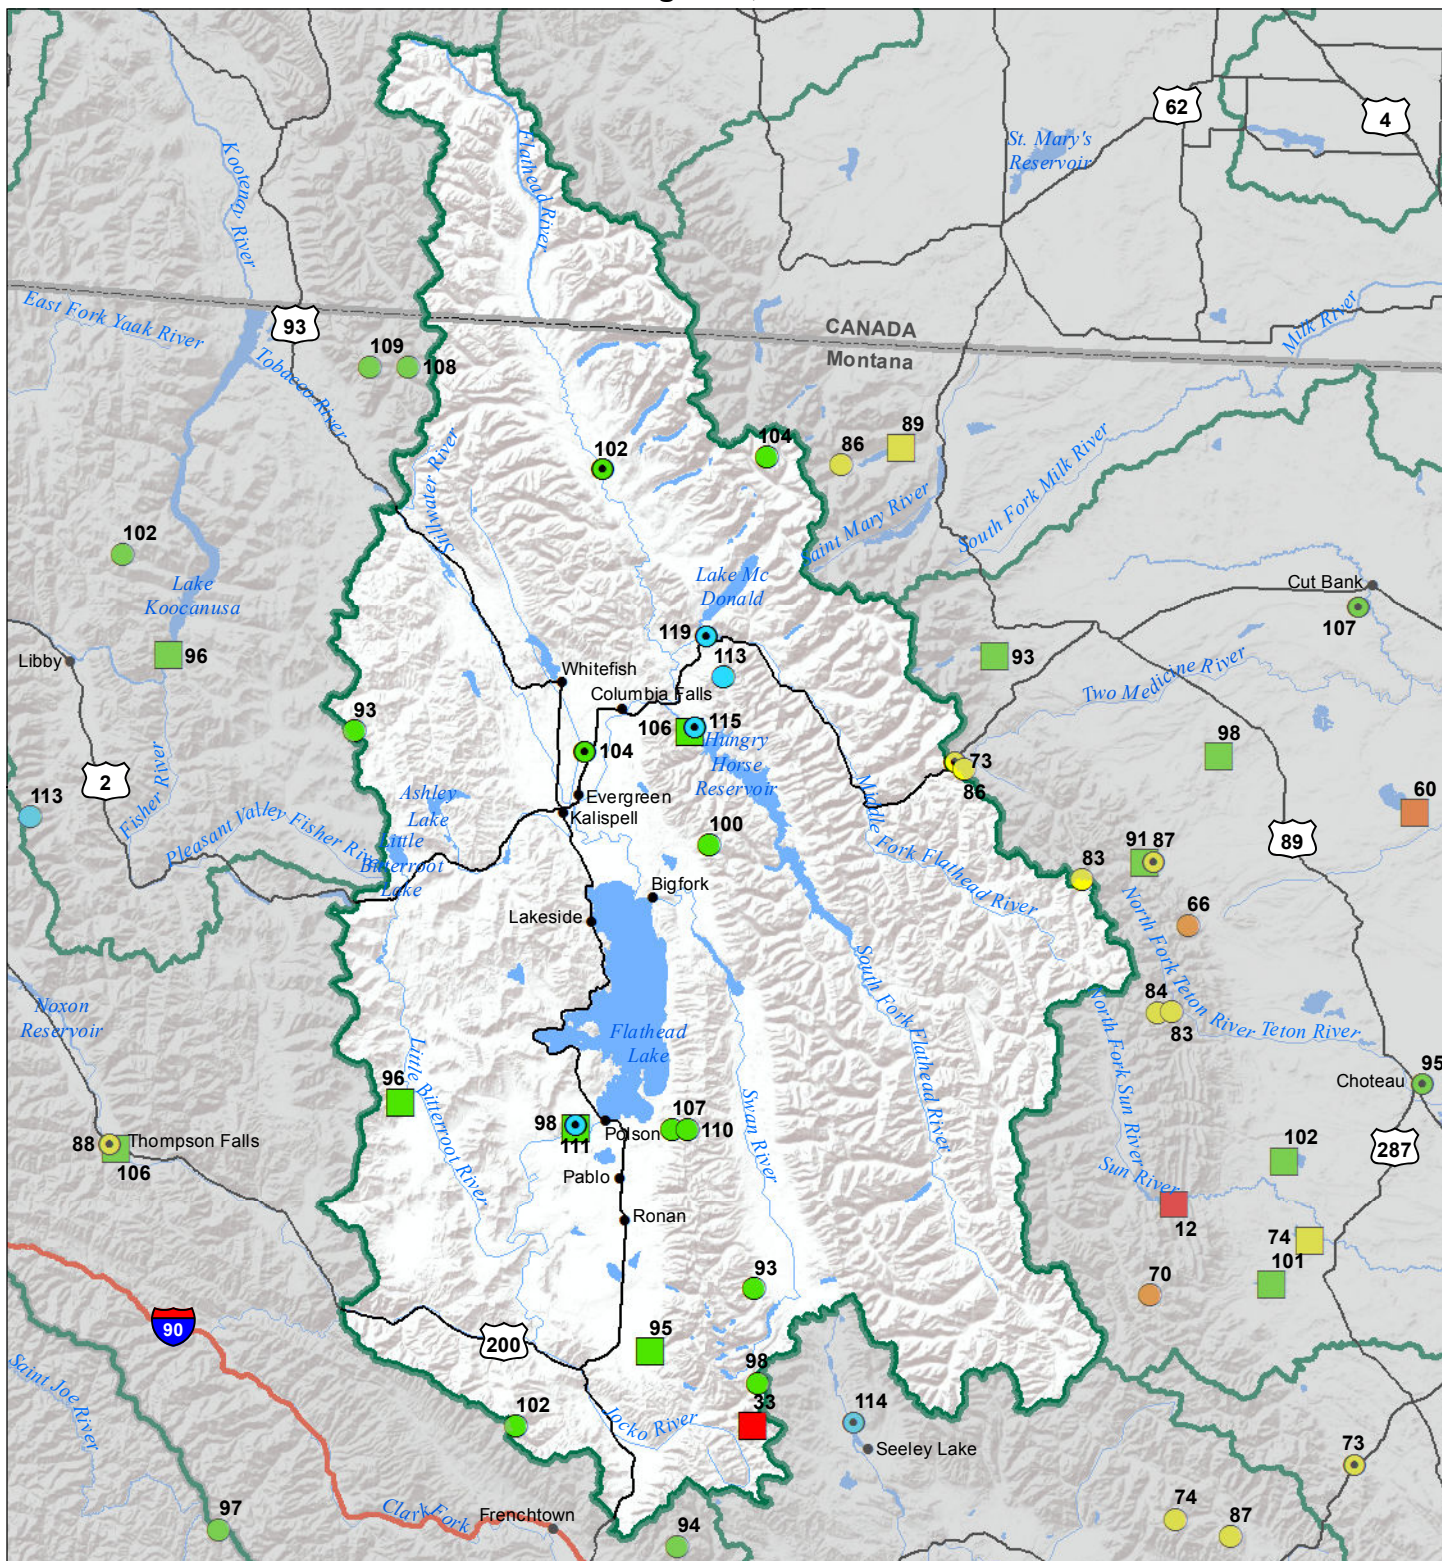 62
4
St. Mary's
Reservoir
Kootenay River
Flathead River
East Fork Yaak River
93
CANADA
Montana
Milk River
Tobacco River
109
108
Stillwater River
102
104
86
89
South Fork Milk River
Saint Mary River
102
Lake
Koocanusa
Lake Mc
Donald
Cut Bank
107
119
113
Libby
96
Whitefish
Columbia Falls
93
Two Medicine River
93
106
115
98
104
Hungry
Horse
Reservoir
73
86
2
Fisher River
113
Ashley
Lake
Evergreen
Kalispell
60
Pleasant Valley Fisher River
Little
Bitterroot
Lake
100
Middle Fork Flathead River
89
91
87
83
Bigfork
Lakeside
66
North Fork Teton River
Noxon
Reservoir
South Fork Flathead River
84
83
North Fork Sun River
Teton River
Flathead
Lake
Little Bitterroot River
96
Swan River
95
Choteau
98
111
Polson
107
110
88
Thompson Falls
106
102
287
Pablo
Sun River
12
Ronan
74
101
93
70
90
200
95
Saint Joe River
98
33
102
Jocko River
114
Seeley Lake
73
97
Clark Fork
Frenchtown
94
74
87